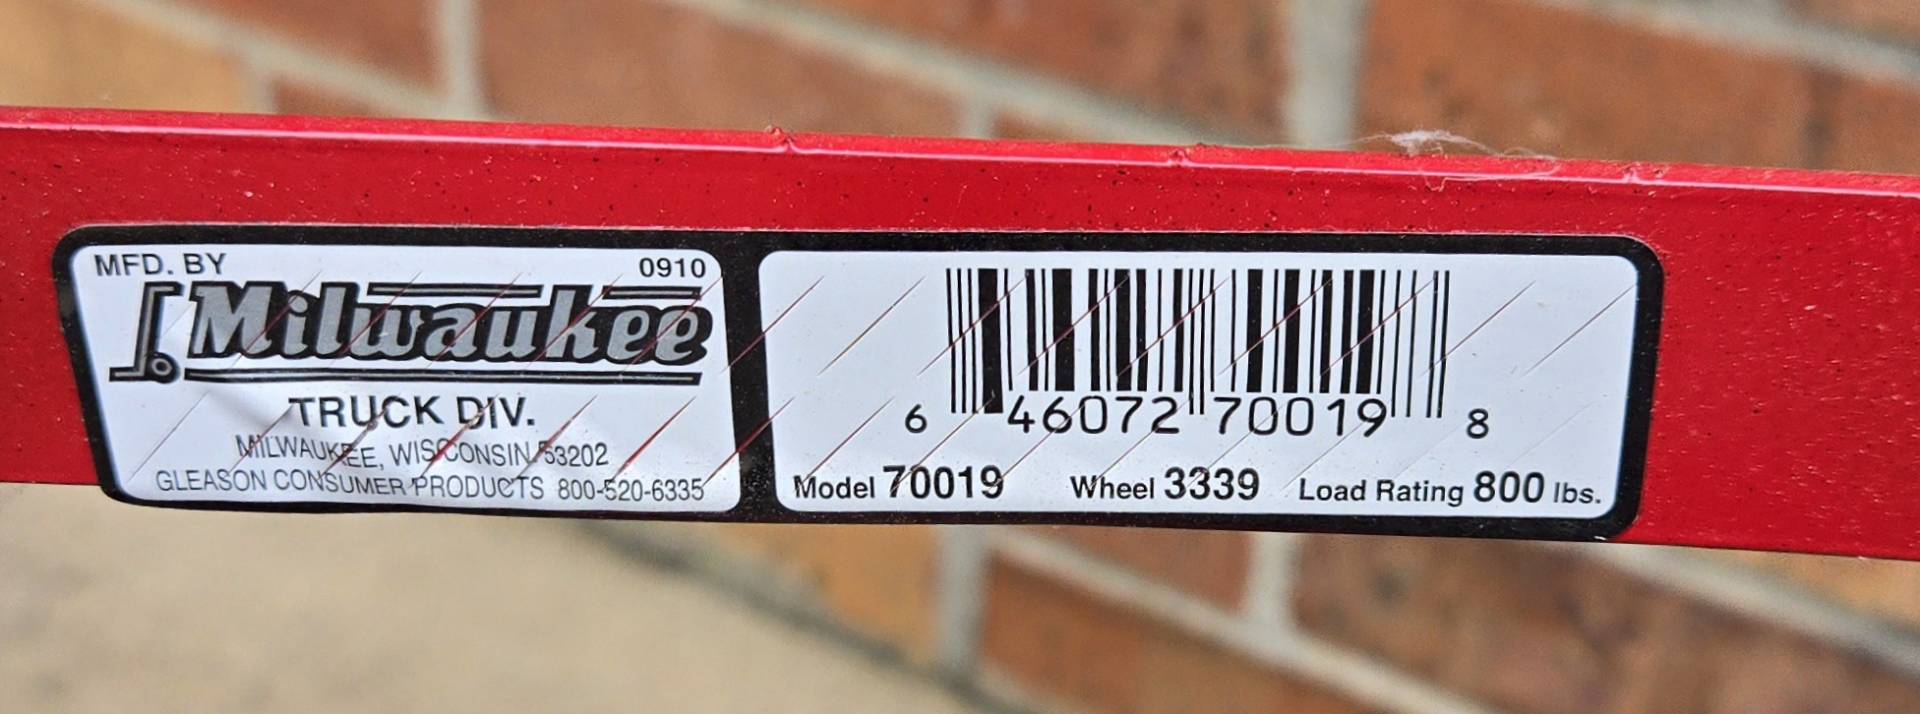 MFD. BY 0910
Milwaukee
TRUCK DIV.
MILWAUKEE, WISCONSIN 53202
GLEASON CONSUMER PRODUCTS 800-520-6335
6 46072 70019 8
Model 70019 Wheel 3339 Load Rating 800 lbs.